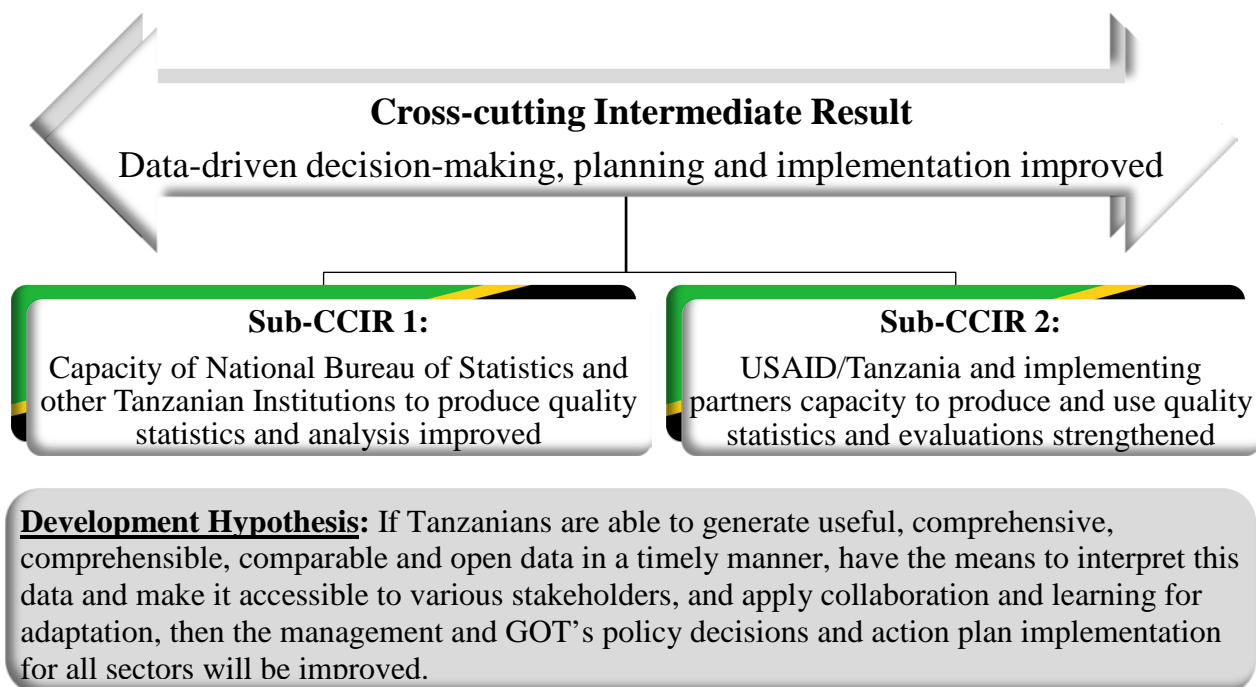 Cross-cutting Intermediate Result
Data-driven decision-making, planning and implementation improved
Sub-CCIR 1:
Capacity of National Bureau of Statistics and
other Tanzanian Institutions to produce quality
statistics and analysis improved
Sub-CCIR 2:
USAID/Tanzania and implementing
partners capacity to produce and use quality
statistics and evaluations strengthened
Development Hypothesis: If Tanzanians are able to generate useful, comprehensive,
comprehensible, comparable and open data in a timely manner, have the means to interpret this
data and make it accessible to various stakeholders, and apply collaboration and learning for
adaptation, then the management and GOT’s policy decisions and action plan implementation
for all sectors will be improved.